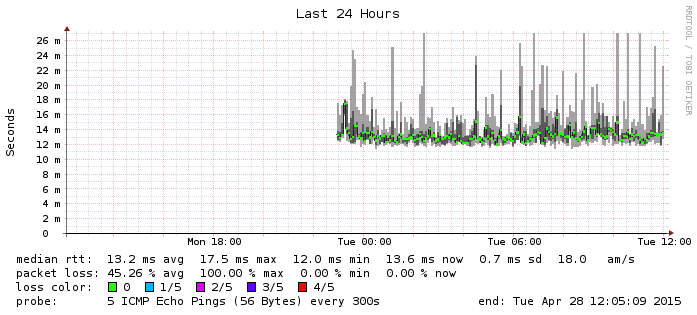 Last 24 Hours
RRDTOOL / TOBI OETIKER
Seconds
26 m
24 m
22 m
20 m
18 m
16 m
14 m
12 m
10 m
8 m
6 m
4 m
2 m
0
Mon 18:00 Tue 00:00 Tue 06:00 Tue 12:00
median rtt: 13.2 ms avg 17.5 ms max 12.0 ms min 13.6 ms now 0.7 ms sd 18.0 am/s
packet loss: 45.26 % avg 100.00 % max 0.00 % min 0.00 % now
loss color: 0 1/5 2/5 3/5 4/5
probe: 5 ICMP Echo Pings (56 Bytes) every 300s end: Tue Apr 28 12:05:09 2015